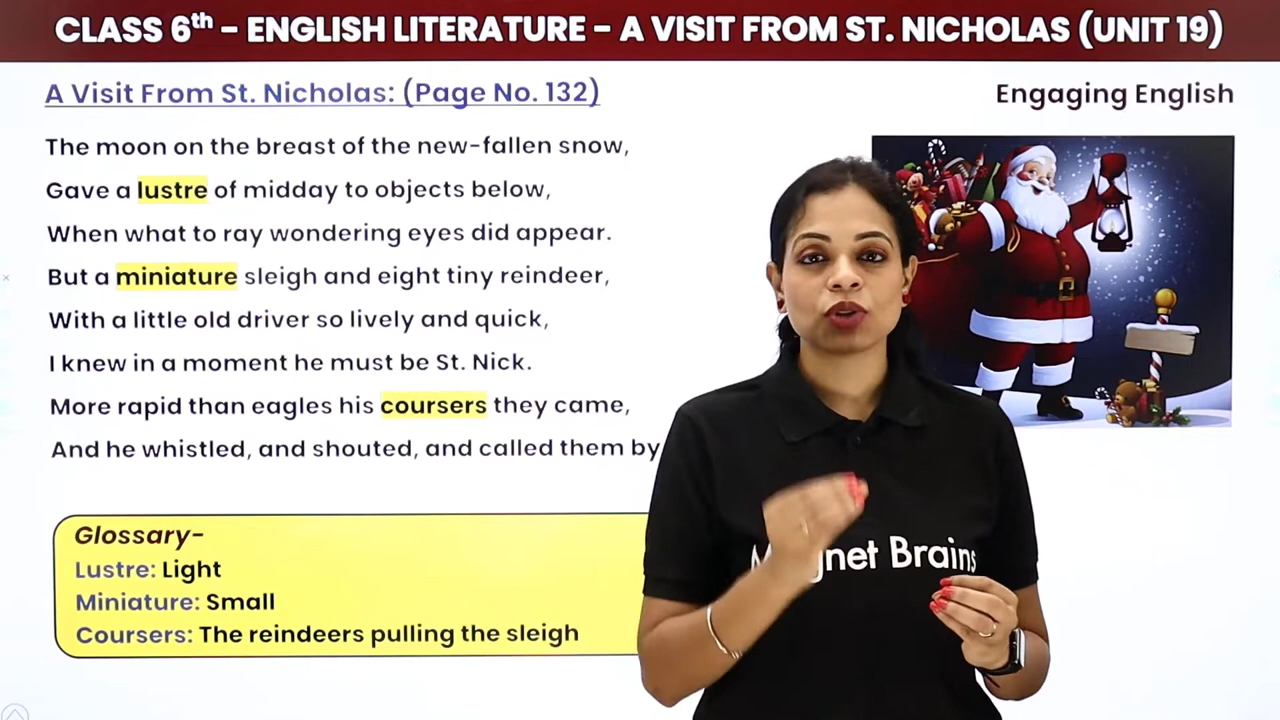 CLASS 6th – ENGLISH LITERATURE – A VISIT FROM ST. NICHOLAS (UNIT 19)
A Visit From St. Nicholas: (Page No. 132)
Engaging English
The moon on the breast of the new-fallen snow,
Gave a lustre of midday to objects below,
When what to ray wondering eyes did appear.
But a miniature sleigh and eight tiny reindeer,
With a little old driver so lively and quick,
I knew in a moment he must be St. Nick.
More rapid than eagles his coursers they came,
And he whistled, and shouted, and called them by
Glossary-
Lustre: Light
Miniature: Small
Coursers: The reindeers pulling the sleigh
Brains